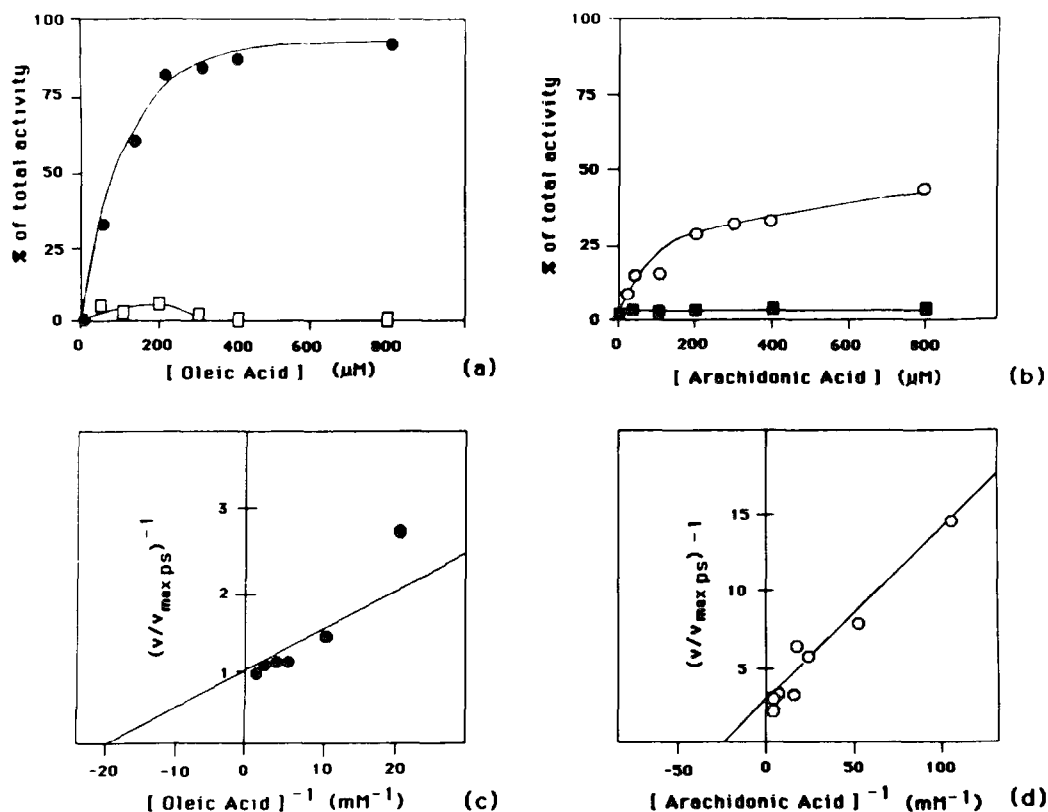 100
75
50
25
0
% of total activity
0 200 400 600 800
[ Oleic Acid ] (µM)
(a)
100
75
50
25
0
% of total activity
0 200 400 600 800
[ Arachidonic Acid ] (µM)
(b)
3
2
1
(v/vmax ps)⁻¹
-20 -10 0 10 20
[ Oleic Acid ]⁻¹ (mM⁻¹)
(c)
15
10
5
(v/vmax ps)⁻¹
-50 0 50 100
[ Arachidonic Acid ]⁻¹ (mM⁻¹)
(d)